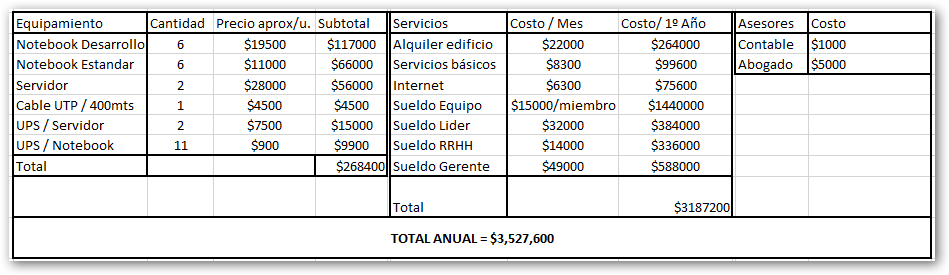 Equipamiento Cantidad Precio aprox/u. Subtotal Servicios Costo / Mes Costo/ 1º Año Asesores Costo
Notebook Desarrollo 6 $19500 $117000 Alquiler edificio $22000 $264000 Contable $1000
Notebook Estandar 6 $11000 $66000 Servicios básicos $8300 $99600 Abogado $5000
Servidor 2 $28000 $56000 Internet $6300 $75600
Cable UTP / 400mts 1 $4500 $4500 Sueldo Equipo $15000/miembro $1440000
UPS / Servidor 2 $7500 $15000 Sueldo Lider $32000 $384000
UPS / Notebook 11 $900 $9900 Sueldo RRHH $14000 $336000
Total $268400 Sueldo Gerente $49000 $588000
Total $3187200
TOTAL ANUAL = $3,527,600